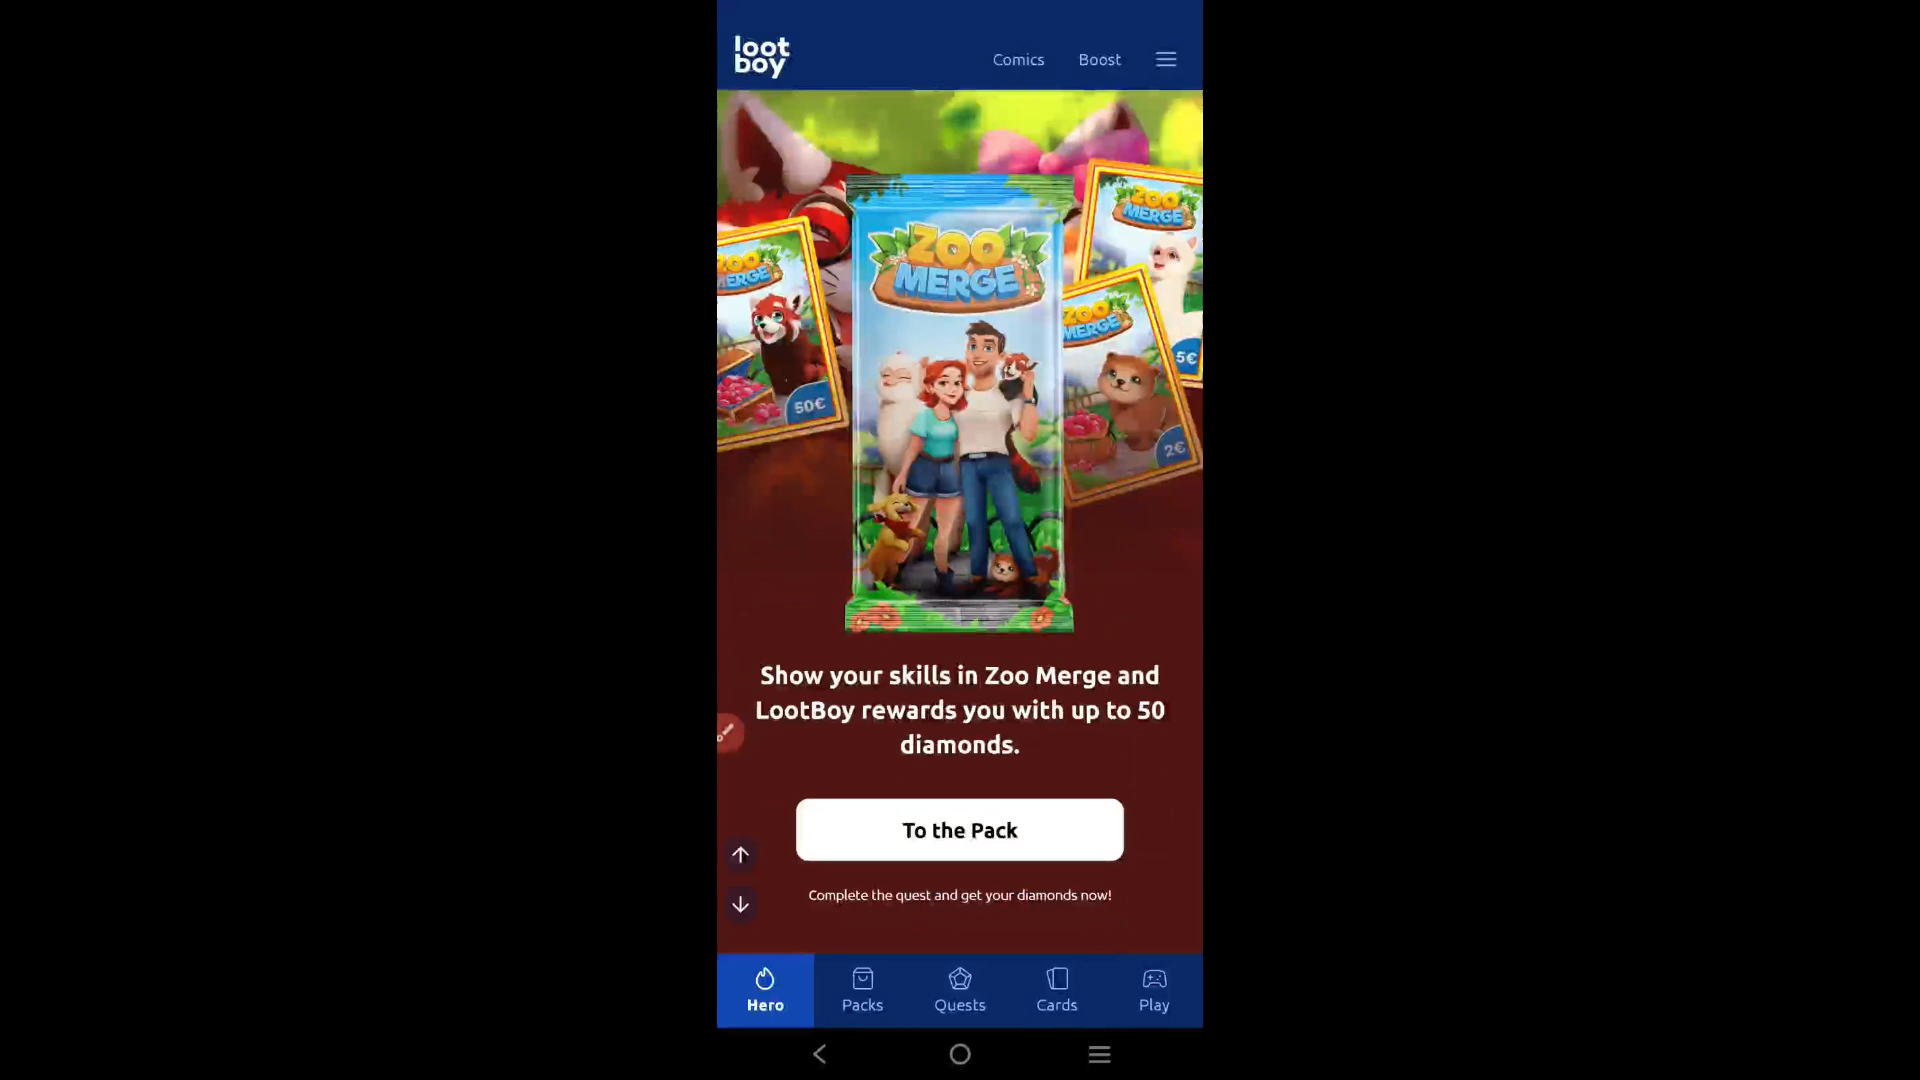 loot
boy
Comics
Boost
ZOO
MERGE
ZOO
MERGE
ZOO
MERGE
ZOO
MERGE
50€
5€
2€
Show your skills in Zoo Merge and
LootBoy rewards you with up to 50
diamonds.
To the Pack
Complete the quest and get your diamonds now!
Hero
Packs
Quests
Cards
Play